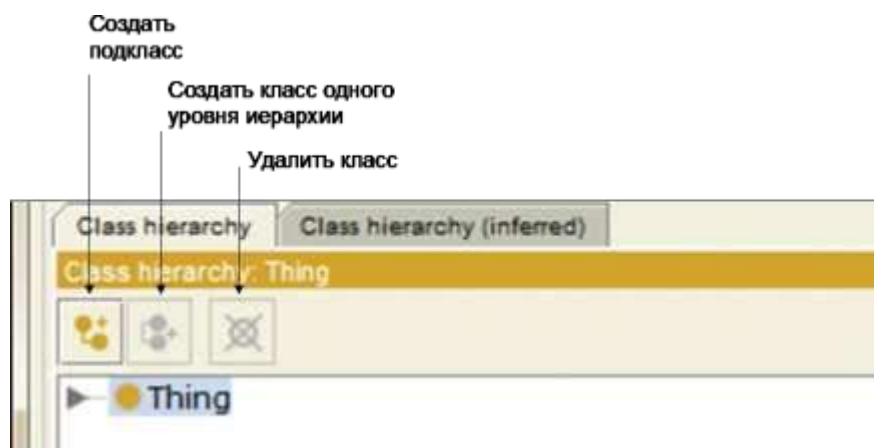 Создать
подкласс
Создать класс одного
уровня иерархии
Удалить класс
Class hierarchy
Class hierarchy (inferred)
Class hierarchy: Thing
Thing